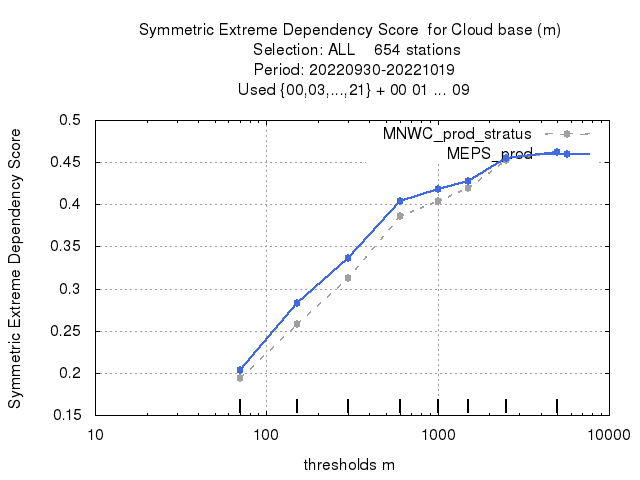 Symmetric Extreme Dependency Score for Cloud base (m)
Selection: ALL 654 stations
Period: 20220930-20221019
Used {00,03,...,21} + 00 01 ... 09
Symmetric Extreme Dependency Score
0.5
0.45
0.4
0.35
0.3
0.25
0.2
0.15
MNWC_prod_stratus
MEPS_prod
10
100
1000
10000
thresholds m